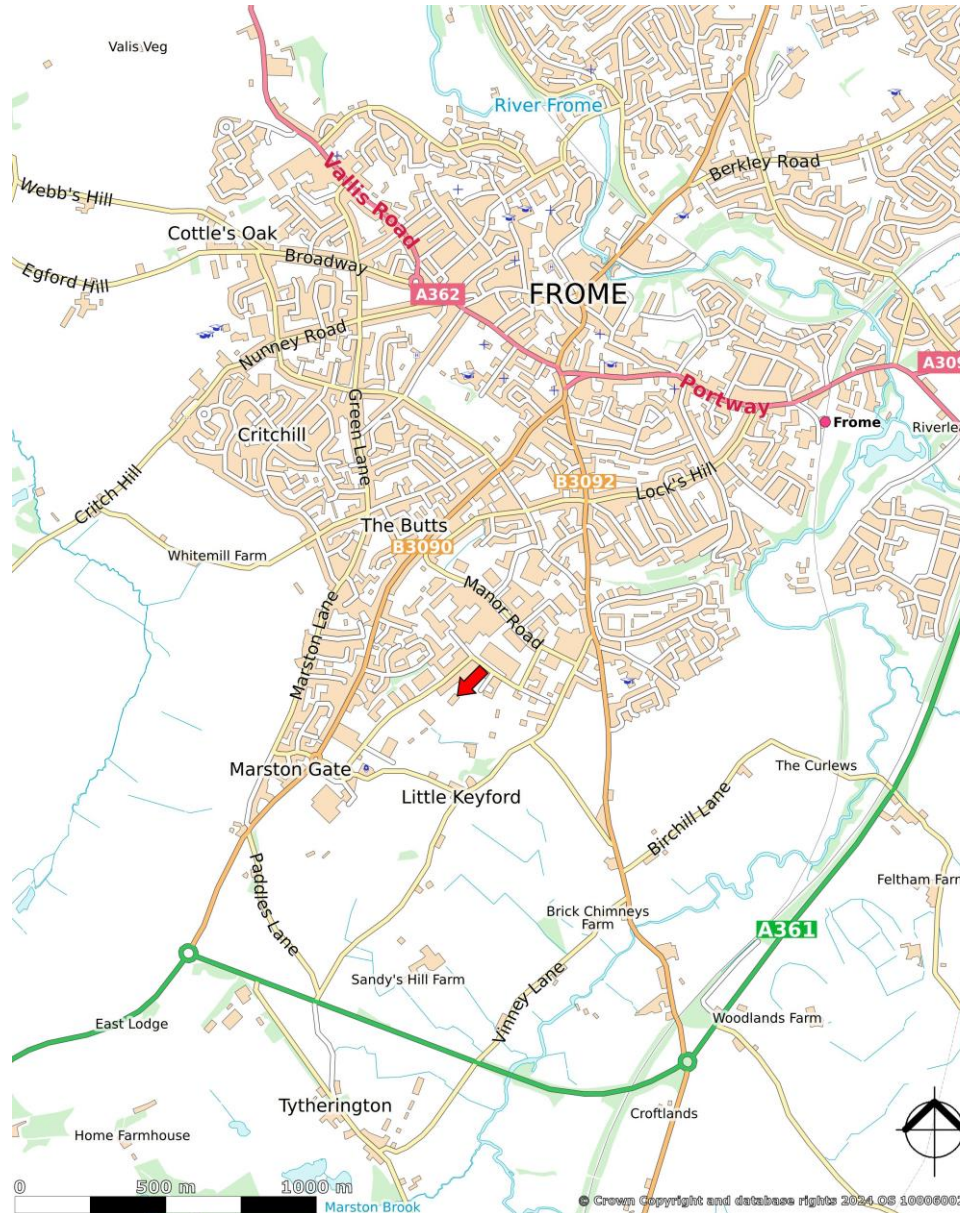 Valis Veg
River Frome
Vallis Road
Berkley Road
Webb's Hill
Cottle's Oak
Broadway
Egford Hill
A362
FROME
Nunney Road
A309
Portway
Green Lane
Frome
Critchill
B3092
Lock's Hill
Critch Hill
The Butts
B3090
Whitemill Farm
Manor Road
Marston Lane
Marston Gate
The Curlews
Little Keyford
Birchill Lane
Paddles Lane
Feltham Farm
Brick Chimneys
Farm
A361
Sandy's Hill Farm
Vinney Lane
East Lodge
Woodlands Farm
Tytherington
Croftlands
Home Farmhouse
0 500 m 1000 m
Marston Brook
© Crown Copyright and database rights 2024 OS 10006002